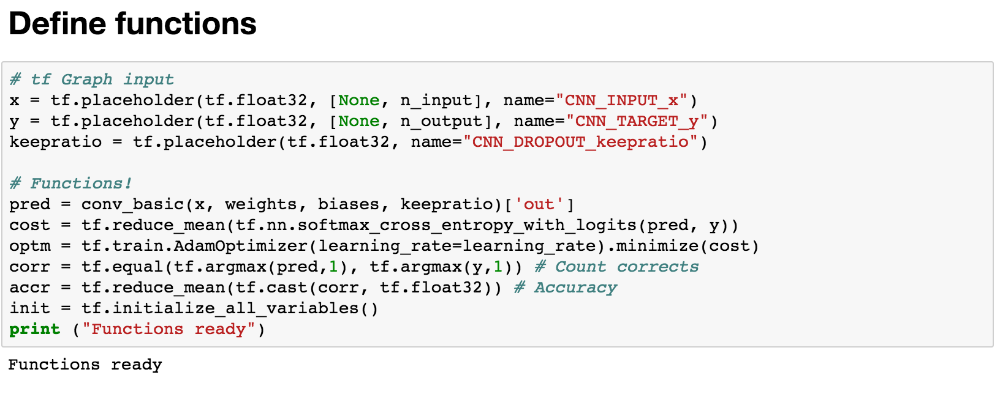 Define functions
# tf Graph input
x = tf.placeholder(tf.float32, [None, n_input], name="CNN_INPUT_x")
y = tf.placeholder(tf.float32, [None, n_output], name="CNN_TARGET_y")
keepratio = tf.placeholder(tf.float32, name="CNN_DROPOUT_keepratio")
# Functions!
pred = conv_basic(x, weights, biases, keepratio)['out']
cost = tf.reduce_mean(tf.nn.softmax_cross_entropy_with_logits(pred, y))
optm = tf.train.AdamOptimizer(learning_rate=learning_rate).minimize(cost)
corr = tf.equal(tf.argmax(pred,1), tf.argmax(y,1)) # Count corrects
accr = tf.reduce_mean(tf.cast(corr, tf.float32)) # Accuracy
init = tf.initialize_all_variables()
print ("Functions ready")
Functions ready